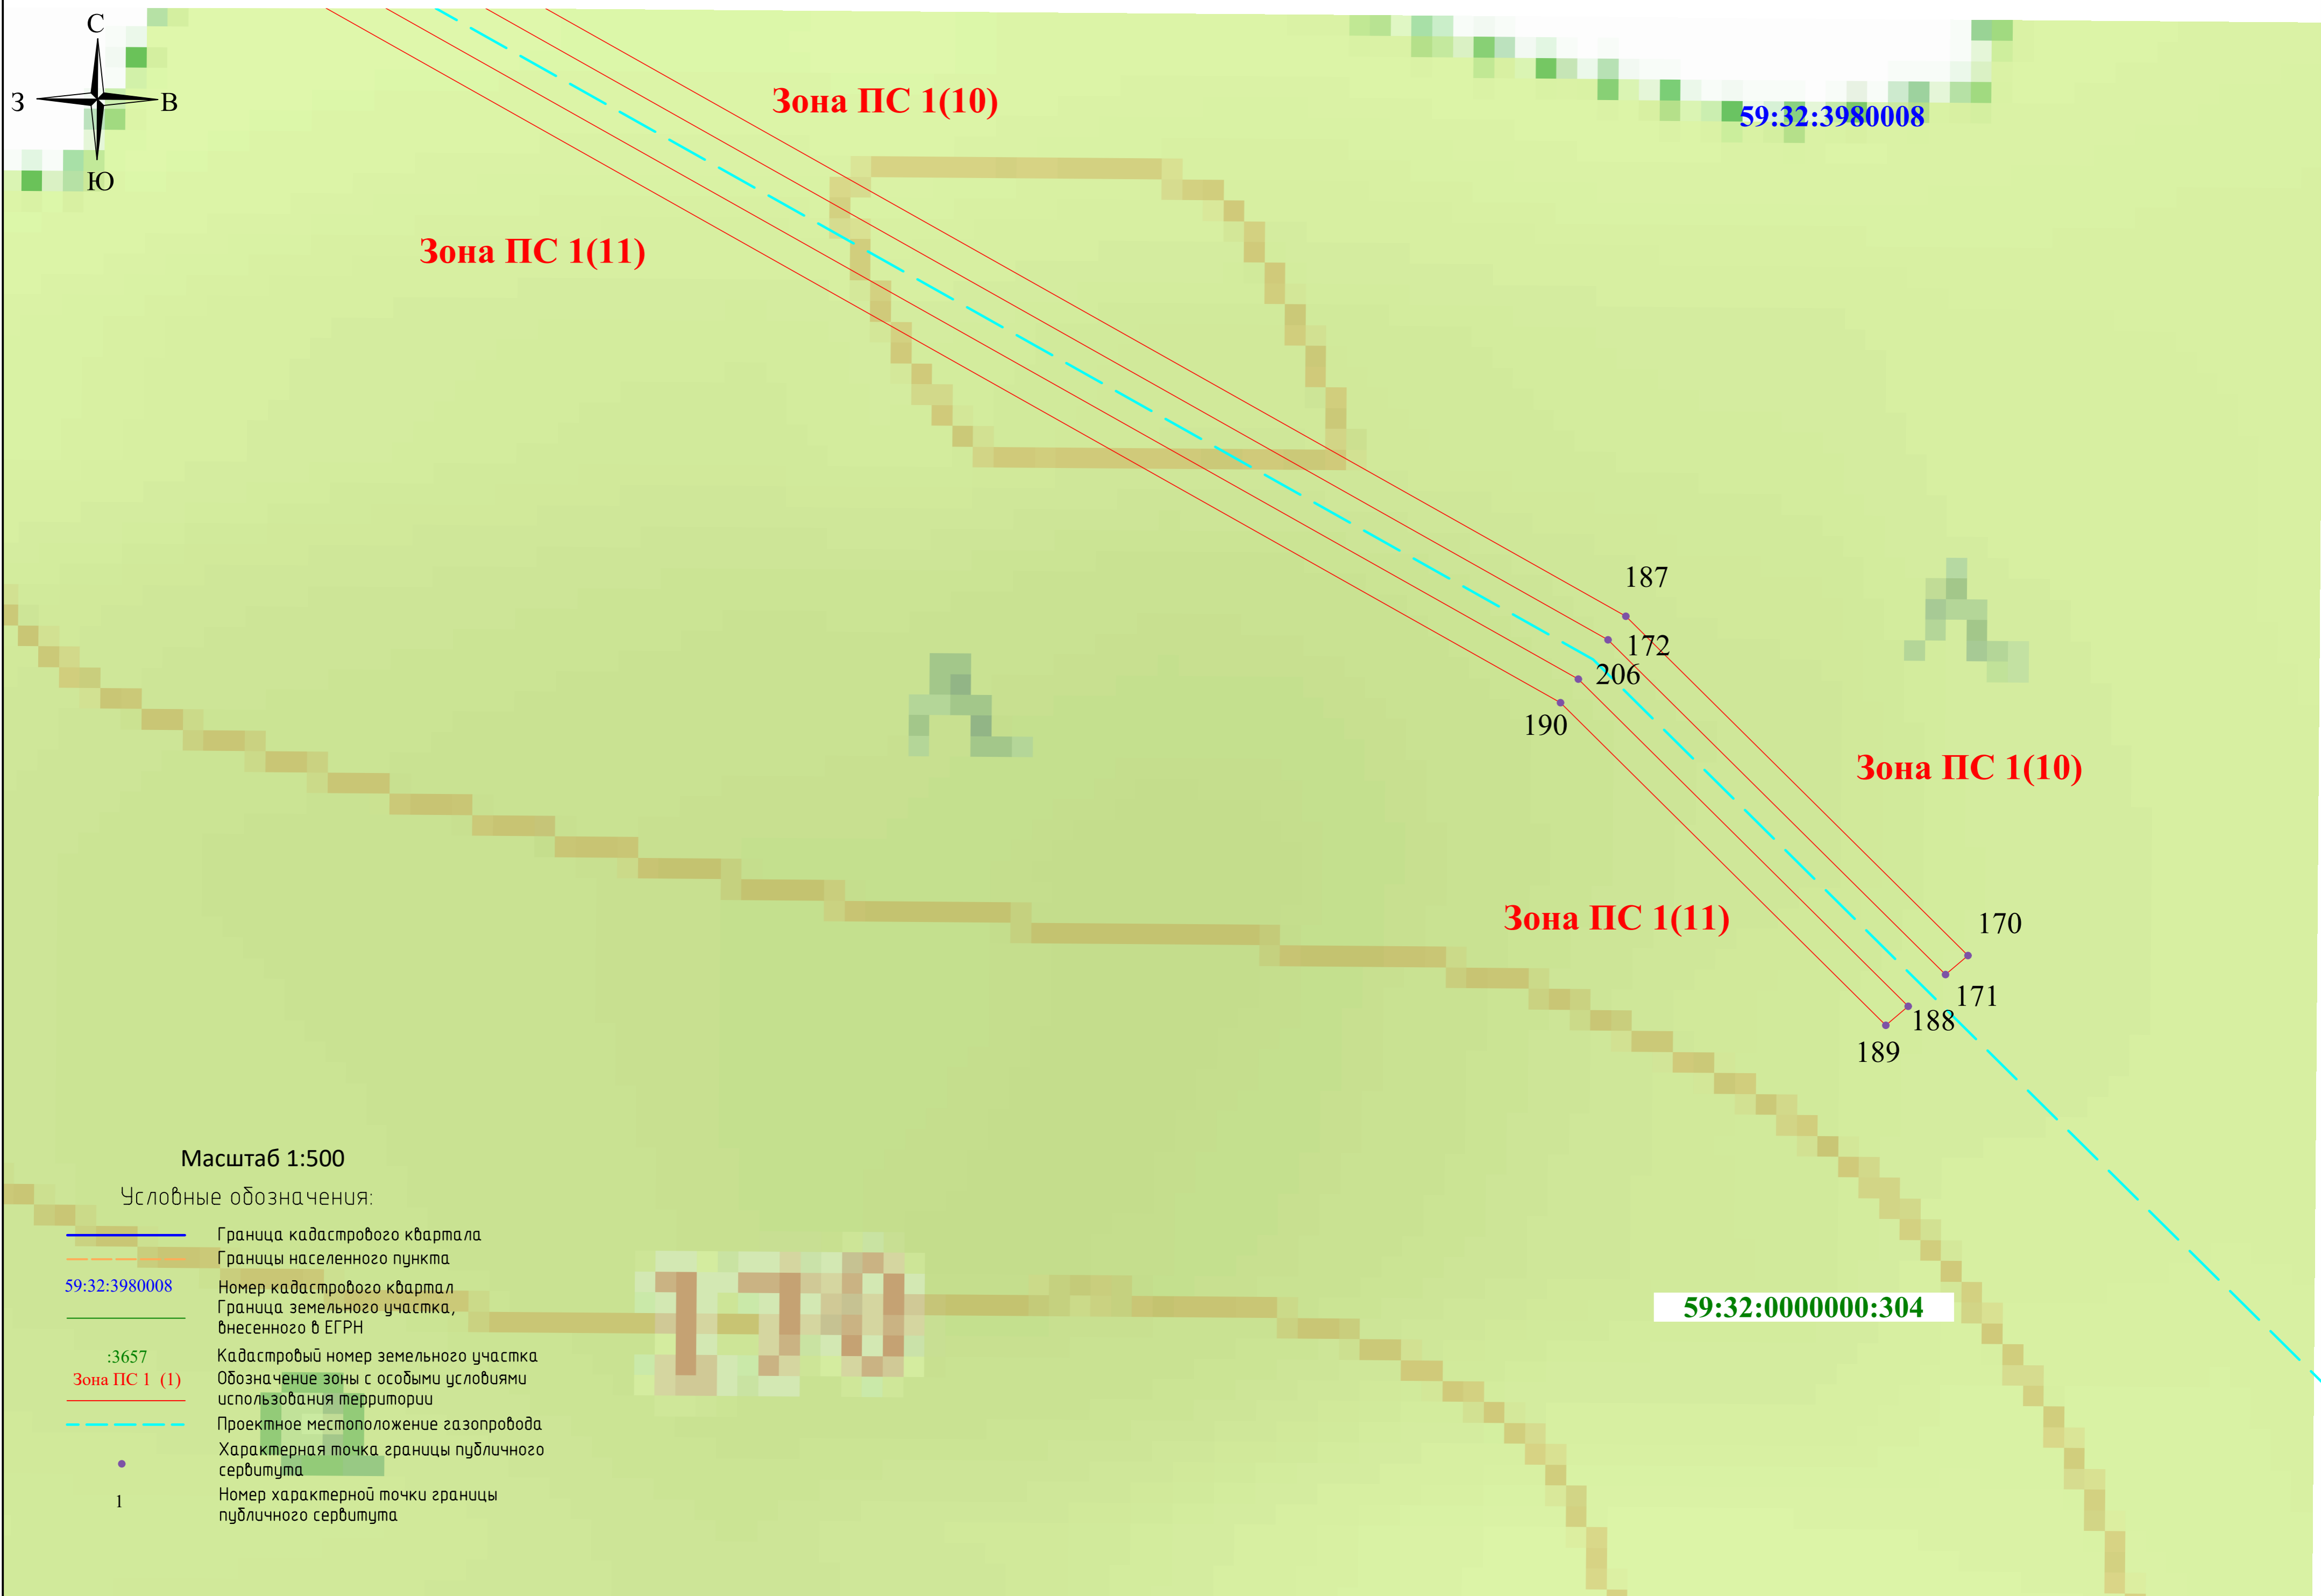 С
З
В
Ю
Зона ПС 1(10)
59:32:3980008
Зона ПС 1(11)
187
172
206
190
Зона ПС 1(10)
Зона ПС 1(11)
170
171
188
189
170
59:32:0000000:304
Масштаб 1:500
Условные обозначения:
Граница кадастрового квартала
Границы населенного пункта
59:32:3980008
Номер кадастрового квартал
Граница земельного участка,
внесенного в ЕГРН
:3657
Кадастровый номер земельного участка
Зона ПС 1 (1)
Обозначение зоны с особыми условиями
использования территории
Проектное местоположение газопровода
Характерная точка границы публичного
сервитута
1
Номер характерной точки границы
публичного сервитута